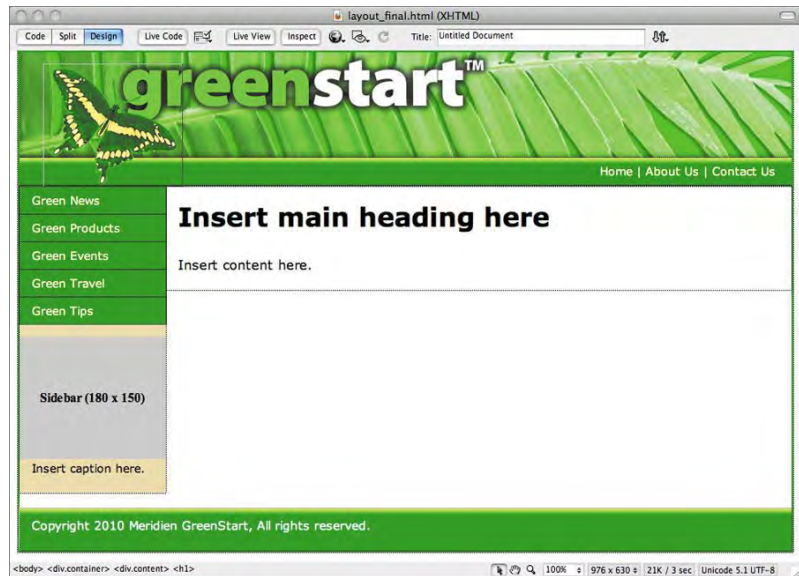 layout_final.html (XHTML)
Code Split Design Live Code Live View Inspect Title: Untitled Document
greenstart™
Home | About Us | Contact Us
Green News
Green Products
Green Events
Green Travel
Green Tips
Insert main heading here
Insert content here.
Sidebar (180 x 150)
Insert caption here.
Copyright 2010 Meridien GreenStart, All rights reserved.
<body> <div.container> <div.content> <h1> 100% 976 x 630 21K / 3 sec Unicode 5.1 UTF-8